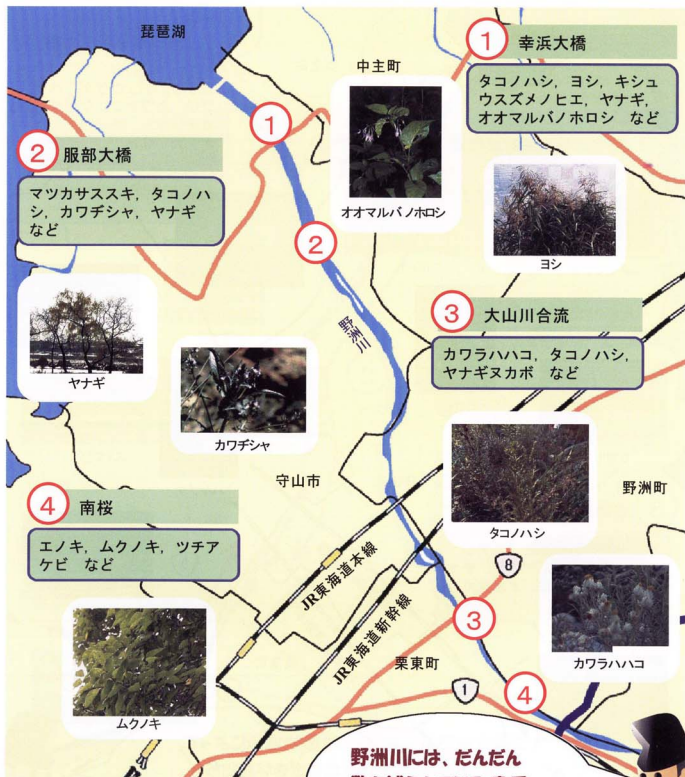 琵琶湖
中主町
1 幸浜大橋
タコノハシ, ヨシ, キシュ
ウスズメノヒエ, ヤナギ,
オオマルバノホロシ など
1
オオマルバノホロシ
ヨシ
2 服部大橋
マツカサススキ, タコノハ
シ, カワヂシャ, ヤナギ
など
2
野洲川
ヤナギ
カワヂシャ
3 大山川合流
カワラハハコ, タコノハシ,
ヤナギヌカボ など
守山市
野洲町
タコノハシ
4 南桜
エノキ, ムクノキ, ツチア
ケビ など
JR東海道本線
JR東海道新幹線
8
3
カワラハハコ
栗東町
1
4
ムクノキ
野洲川には、だんだん